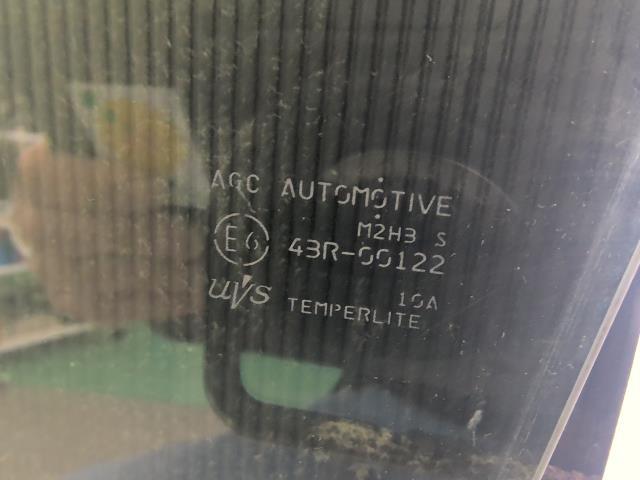 AGC AUTOMOTIVE
M2H3 S
E6 43R-00122
uvs TEMPERLITE 10A